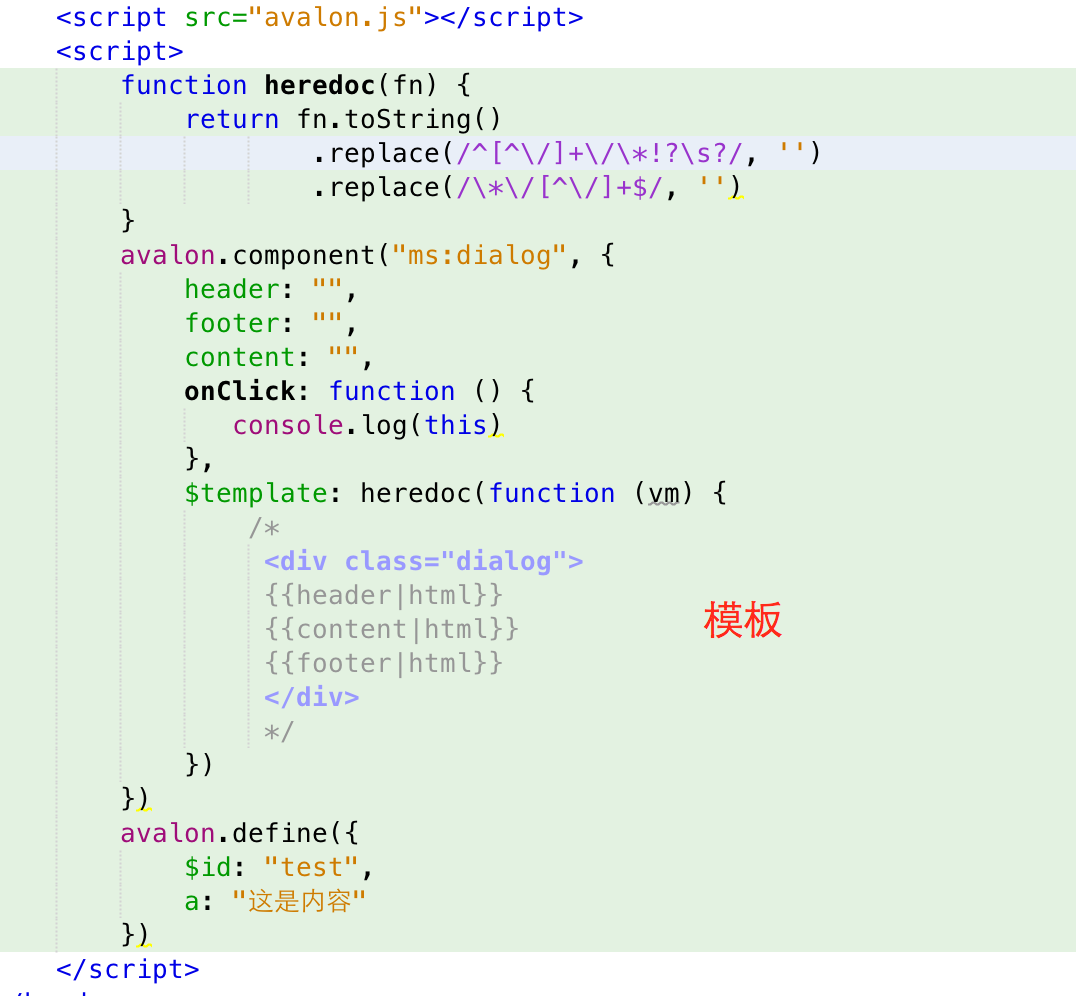 <script src="avalon.js"></script>
<script>
function heredoc(fn) {
return fn.toString()
.replace(/^[^\/]+\/\*!?\s?/, '')
.replace(/\*\/[^\/]+$/, '')
}
avalon.component("ms:dialog", {
header: "",
footer: "",
content: "",
onClick: function () {
console.log(this)
},
$template: heredoc(function (vm) {
/*
<div class="dialog">
{{header|html}}
{{content|html}}
模板
{{footer|html}}
</div>
*/
})
})
avalon.define({
$id: "test",
a: "这是内容"
})
</script>